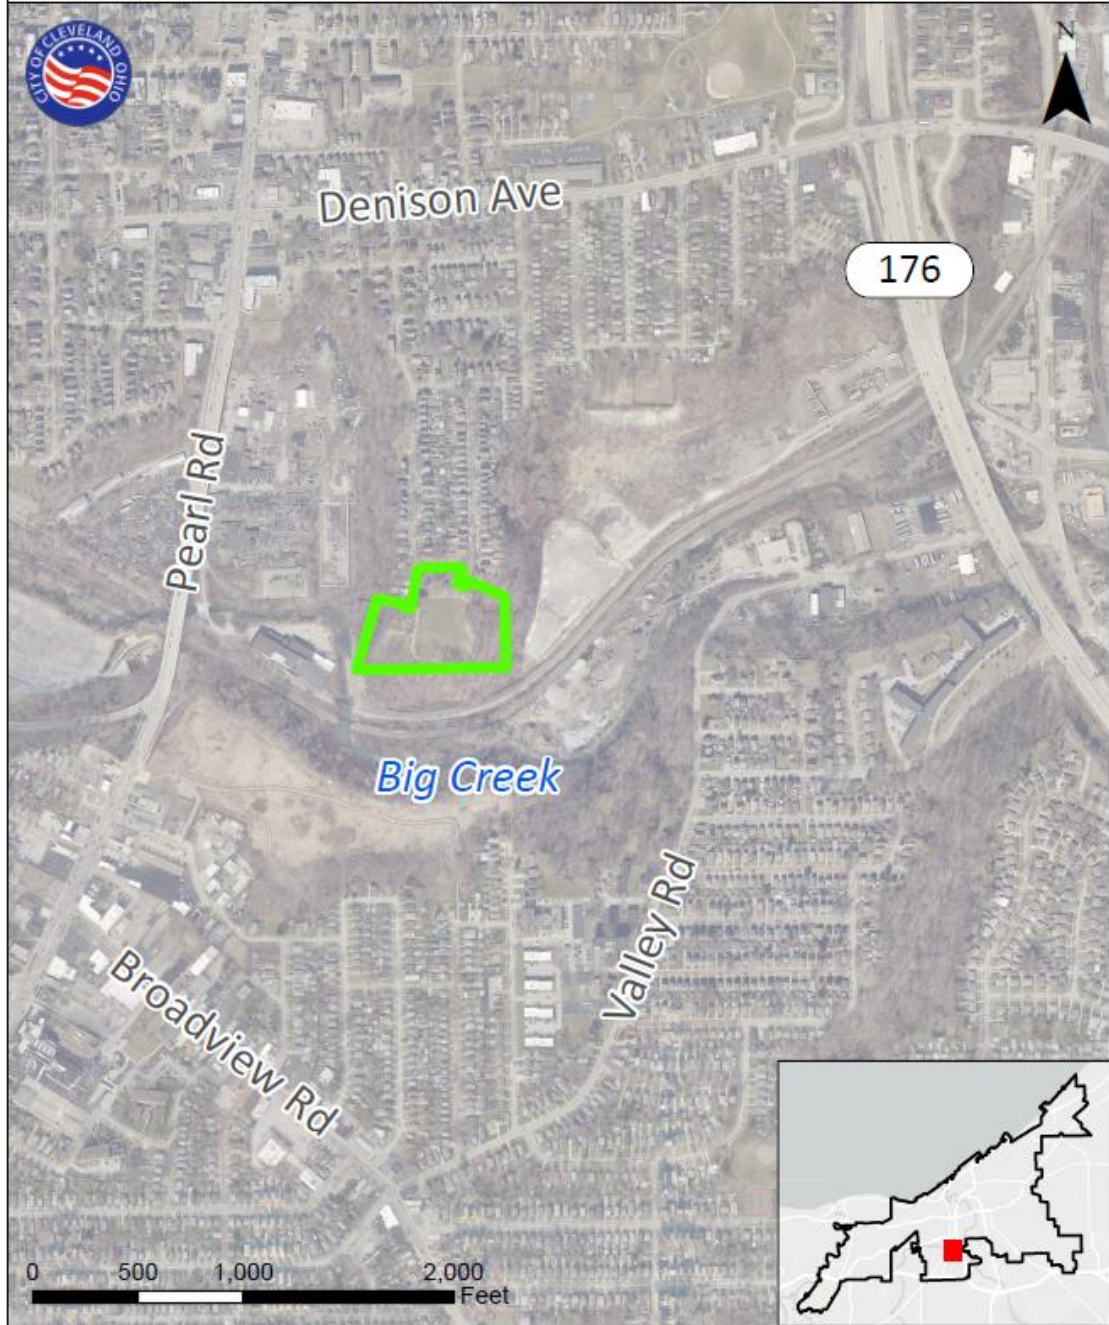 CITY OF CLEVELAND OHIO
N
Denison Ave
176
Pearl Rd
Big Creek
Valley Rd
Broadview Rd
0 500 1,000 2,000
Feet